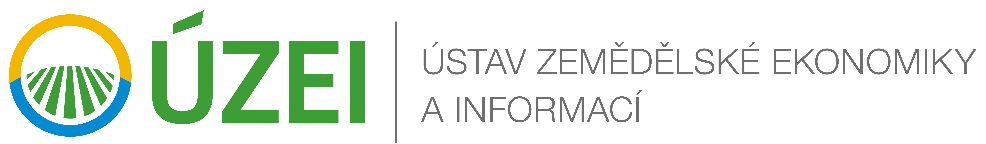 ÚZEI
ÚSTAV ZEMĚDĚLSKÉ EKONOMIKY
A INFORMACÍ